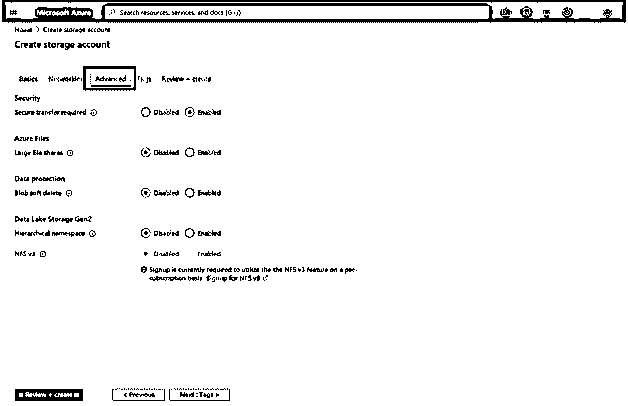 Microsoft Azure
Search resources, services, and docs (G+/)
Home > Create storage account
Create storage account
Basics Networking Advanced Tags Review + create
Security
Secure transfer required Disabled Enabled
Azure Files
Large file shares Disabled Enabled
Data protection
Blob soft delete Disabled Enabled
Data Lake Storage Gen2
Hierarchical namespace Disabled Enabled
NFS v3 Disabled Enabled
Signup is currently required to utilize the the NFS v3 feature on a per-
subscription basis. Signup for NFS v3
Review + create < Previous Next : Tags >